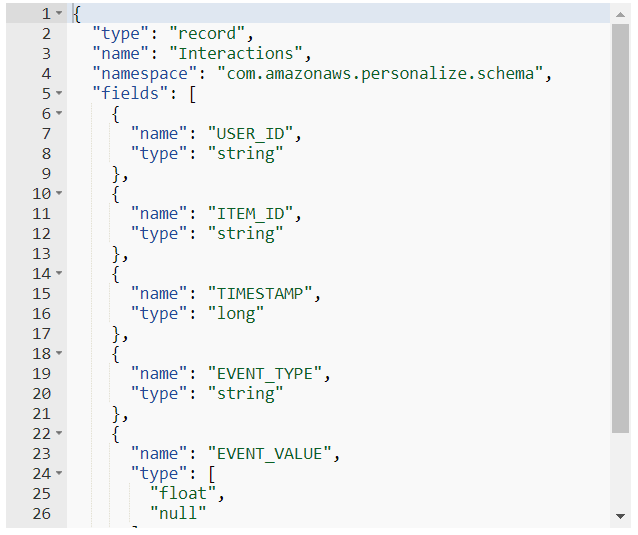 1 {
2 "type": "record",
3 "name": "Interactions",
4 "namespace": "com.amazonaws.personalize.schema",
5 "fields": [
6 {
7 "name": "USER_ID",
8 "type": "string"
9 },
10 {
11 "name": "ITEM_ID",
12 "type": "string"
13 },
14 {
15 "name": "TIMESTAMP",
16 "type": "long"
17 },
18 {
19 "name": "EVENT_TYPE",
20 "type": "string"
21 },
22 {
23 "name": "EVENT_VALUE",
24 "type": [
25 "float",
26 "null"